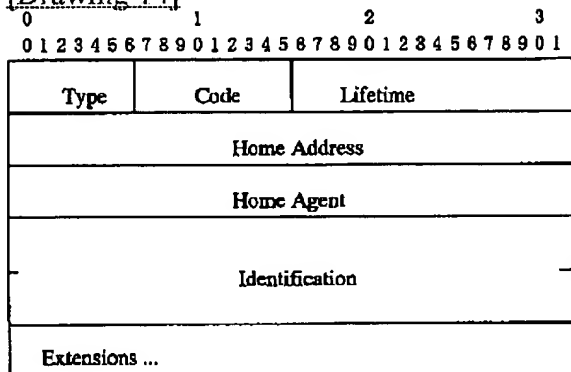 [Drawing
0 1 2 3
0 1 2 3 4 5 6 7 8 9 0 1 2 3 4 5 6 7 8 9 0 1 2 3 4 5 6 7 8 9 0 1
Type Code Lifetime
Home Address
Home Agent
Identification
Extensions ...